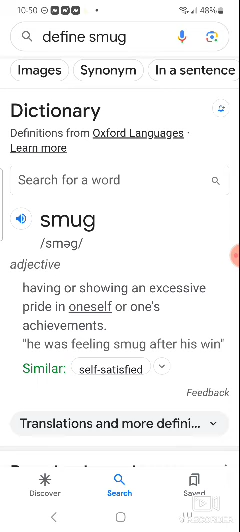 10:50 48%
define smug
Images Synonym In a sentence
Dictionary
Definitions from Oxford Languages ·
Learn more
Search for a word
smug
/sməg/
adjective
having or showing an excessive
pride in oneself or one's
achievements.
"he was feeling smug after his win"
Similar: self-satisfied
Feedback
Translations and more defini...
Discover Search Saved